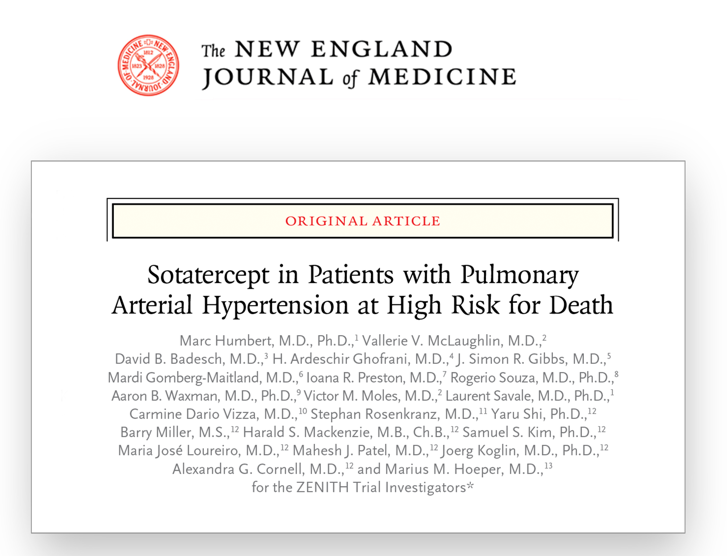 The NEW ENGLAND
JOURNAL of MEDICINE
ORIGINAL ARTICLE
Sotatercept in Patients with Pulmonary
Arterial Hypertension at High Risk for Death
Marc Humbert, M.D., Ph.D.,1 Vallerie V. McLaughlin, M.D.,2
David B. Badesch, M.D.,3 H. Ardeschir Ghofrani, M.D.,4 J. Simon R. Gibbs, M.D.,5
Mardi Gomberg-Maitland, M.D.,6 Ioana R. Preston, M.D.,7 Rogerio Souza, M.D., Ph.D.,8
Aaron B. Waxman, M.D., Ph.D.,9 Victor M. Moles, M.D.,2 Laurent Savale, M.D., Ph.D.,1
Carmine Dario Vizza, M.D.,10 Stephan Rosenkranz, M.D.,11 Yaru Shi, Ph.D.,12
Barry Miller, M.S.,12 Harald S. Mackenzie, M.B., Ch.B.,12 Samuel S. Kim, Ph.D.,12
Maria José Loureiro, M.D.,12 Mahesh J. Patel, M.D.,12 Joerg Koglin, M.D., Ph.D.,12
Alexandra G. Cornell, M.D.,12 and Marius M. Hoeper, M.D.,13
for the ZENITH Trial Investigators*